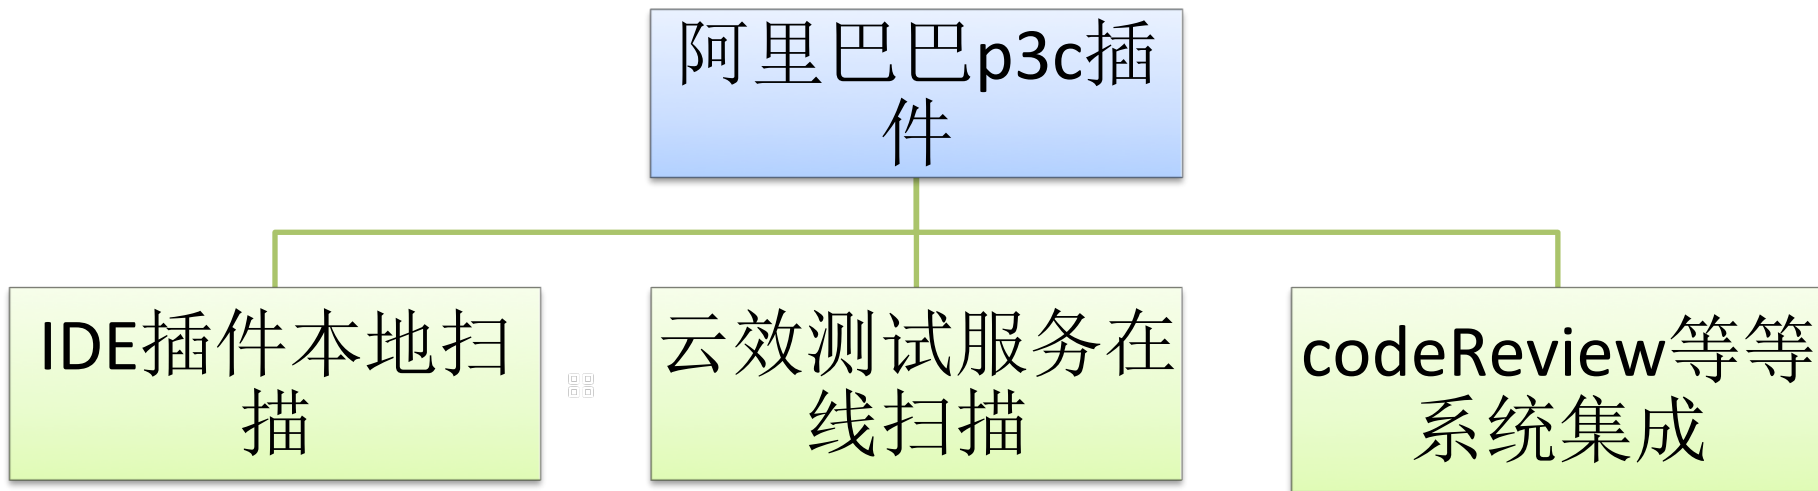 阿里巴巴p3c插
件
IDE插件本地扫
描
云效测试服务在
线扫描
codeReview等等
系统集成